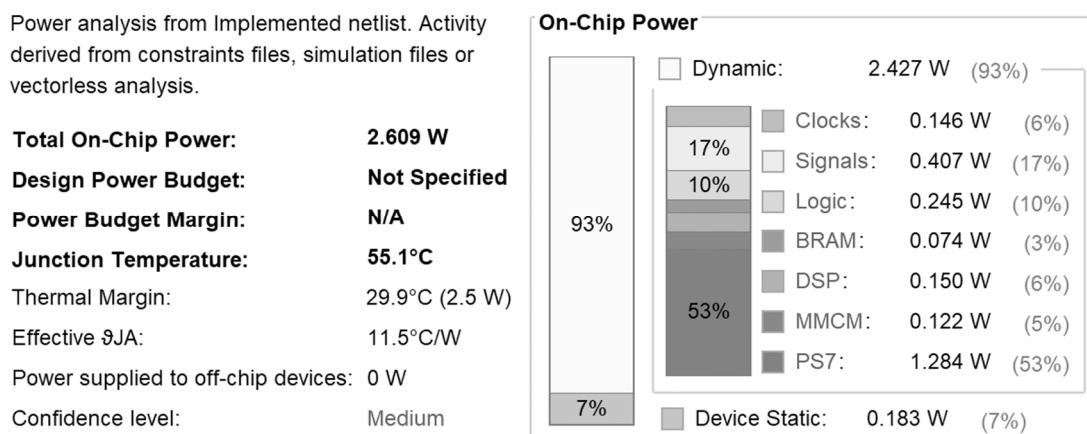 Power analysis from Implemented netlist. Activity
derived from constraints files, simulation files or
vectorless analysis.
Total On-Chip Power: 2.609 W
Design Power Budget: Not Specified
Power Budget Margin: N/A
Junction Temperature: 55.1°C
Thermal Margin: 29.9°C (2.5 W)
Effective ϑJA: 11.5°C/W
Power supplied to off-chip devices: 0 W
Confidence level: Medium
On-Chip Power
93%
7%
Dynamic: 2.427 W (93%)
17%
10%
53%
Clocks: 0.146 W (6%)
Signals: 0.407 W (17%)
Logic: 0.245 W (10%)
BRAM: 0.074 W (3%)
DSP: 0.150 W (6%)
MMCM: 0.122 W (5%)
PS7: 1.284 W (53%)
Device Static: 0.183 W (7%)